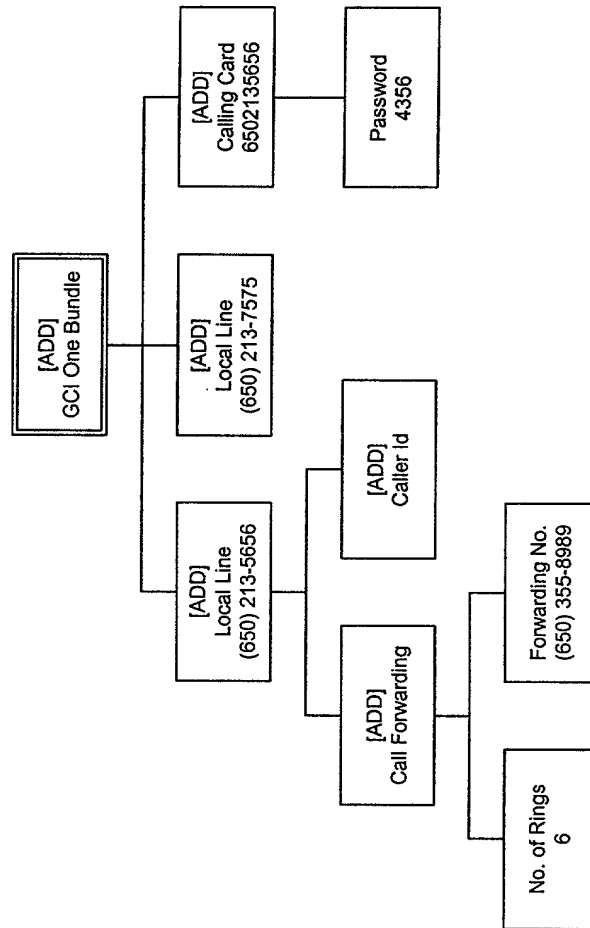 [ADD]
GCI One Bundle
[ADD]
Local Line
(650) 213-5656
[ADD]
Local Line
(650) 213-7575
[ADD]
Calling Card
6502135656
[ADD]
Call Forwarding
[ADD]
Caller Id
Password
4356
No. of Rings
6
Forwarding No.
(650) 355-8989